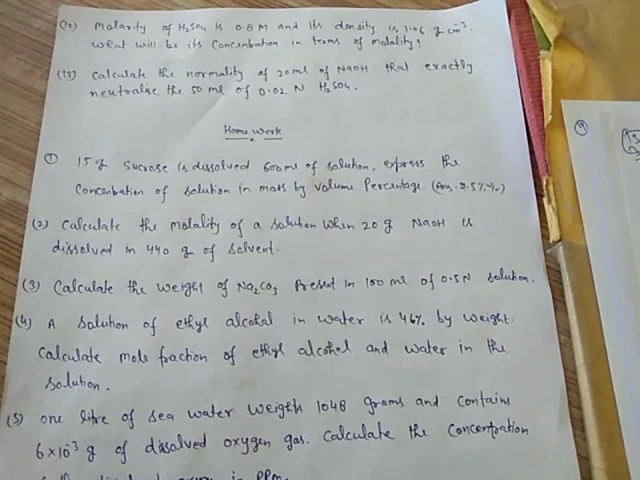 (12) Molarity of H₂SO₄ is 0.8 M and its density is 1.06 g cm⁻³.
What will be its concentration in terms of molality?
(13) Calculate the normality of 20 ml of NaOH that exactly
neutralise the 50 ml of 0.02 N H₂SO₄.
Home Work
① 15 g sucrose is dissolved 600 ml of solution. express the
concentration of solution in mass by volume Percentage. (Ans - 2.5%)
(2) Calculate the molality of a solution when 20 g NaOH is
dissolved in 440 g of solvent.
(3) Calculate the weight of Na₂CO₃ Present in 100 ml of 0.5 N solution.
(4) A solution of ethyl alcohol in water is 46% by weight.
Calculate mole fraction of ethyl alcohol and water in the
solution.
(5) one litre of sea water weighs 1048 grams and contains
6×10⁻³ g of dissolved oxygen gas. Calculate the concentration
in PPm.
⑨